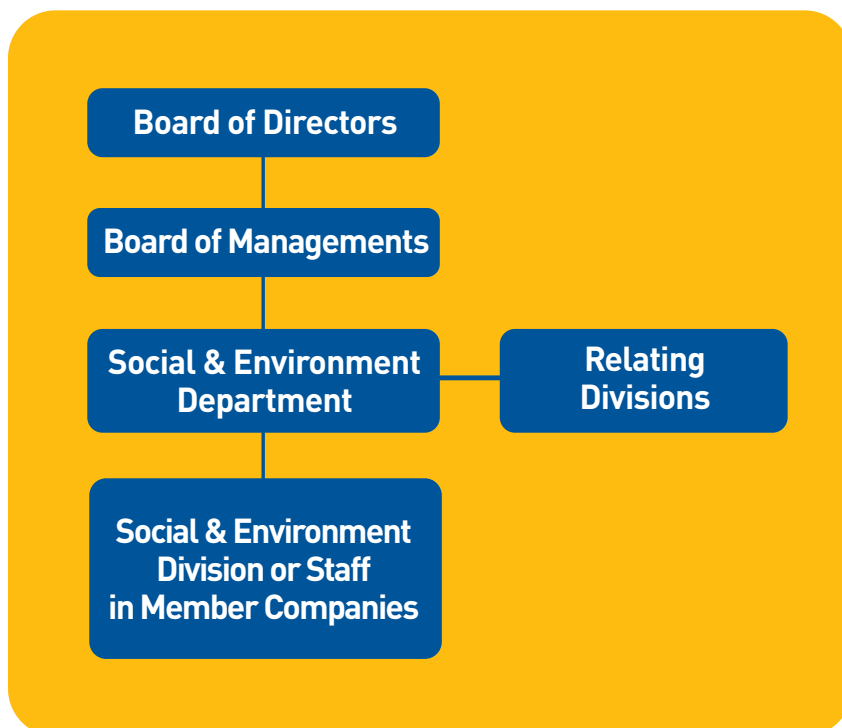 Board of Directors
Board of Managements
Social & Environment
Department
Relating
Divisions
Social & Environment
Division or Staff
in Member Companies